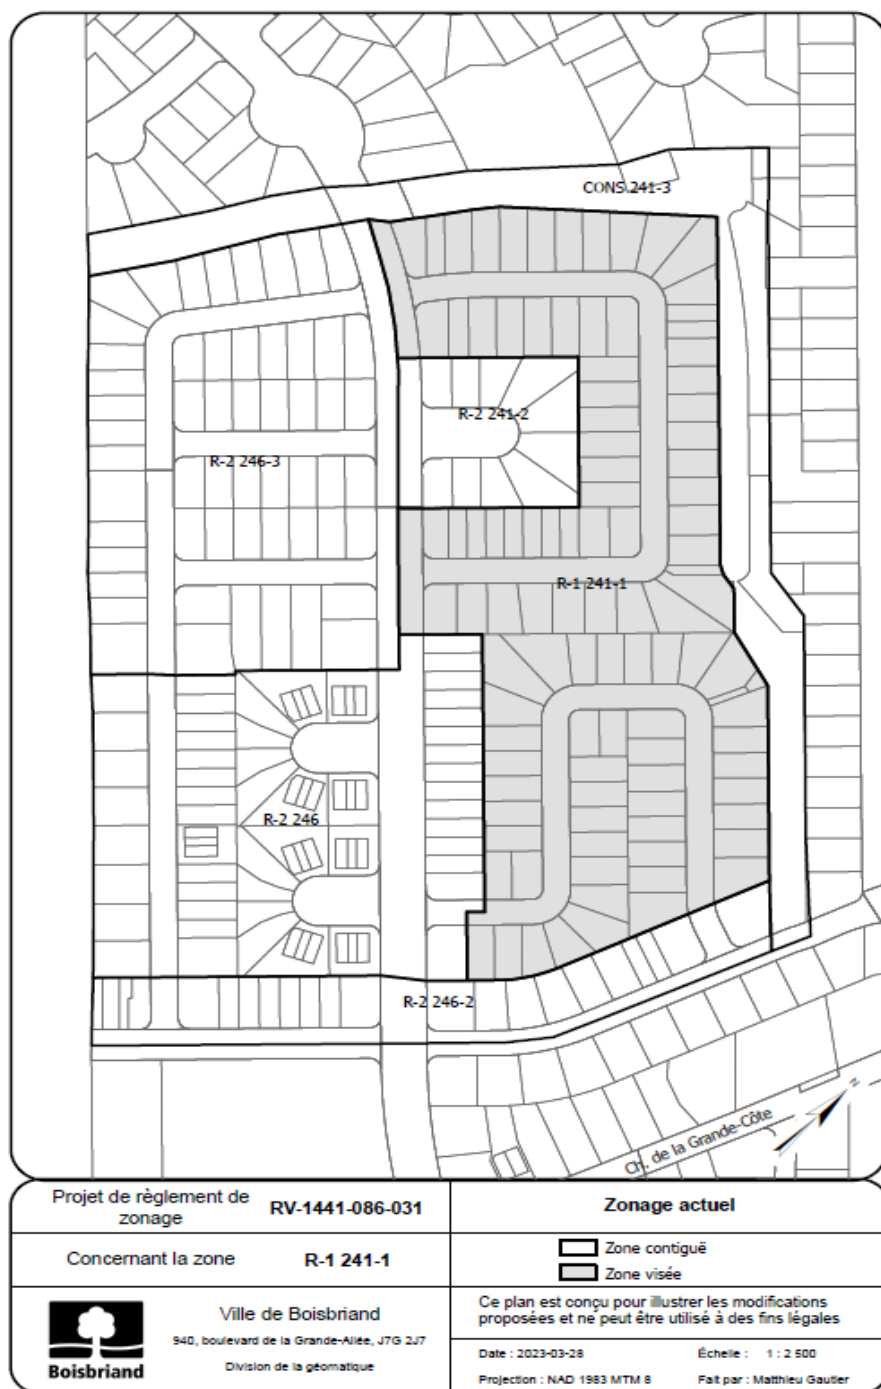 CONS 241-3
R-2 241-2
R-2 246-3
R-1 241-1
R-2 246
R-2 246-2
N
Ch. de la Grande-Côte
Projet de règlement de
zonage
RV-1441-086-031
Zonage actuel
Concernant la zone
R-1 241-1
Zone contiguë
Zone visée
Boisbriand
Ville de Boisbriand
940, boulevard de la Grande-Allée, J7G 2J7
Division de la géomatique
Ce plan est conçu pour illustrer les modifications
proposées et ne peut être utilisé à des fins légales
Date : 2023-03-28
Échelle : 1 : 2 500
Projection : NAD 1983 MTM 8
Fait par : Matthieu Gautier